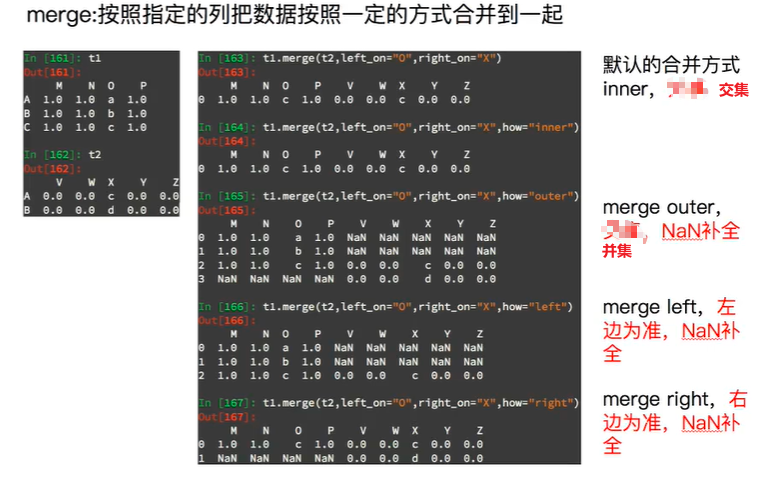 merge:按照指定的列把数据按照一定的方式合并到一起
In [161]: t1
Out[161]:
M N O P
A 1.0 1.0 a 1.0
B 1.0 1.0 b 1.0
C 1.0 1.0 c 1.0
In [162]: t2
Out[162]:
V W X Y Z
A 0.0 0.0 c 0.0 0.0
B 0.0 0.0 d 0.0 0.0
In [163]: t1.merge(t2,left_on="O",right_on="X")
Out[163]:
M N O P V W X Y Z
0 1.0 1.0 c 1.0 0.0 0.0 c 0.0 0.0
In [164]: t1.merge(t2,left_on="O",right_on="X",how="inner")
Out[164]:
M N O P V W X Y Z
0 1.0 1.0 c 1.0 0.0 0.0 c 0.0 0.0
In [165]: t1.merge(t2,left_on="O",right_on="X",how="outer")
Out[165]:
M N O P V W X Y Z
0 1.0 1.0 a 1.0 NaN NaN NaN NaN NaN
1 1.0 1.0 b 1.0 NaN NaN NaN NaN NaN
2 1.0 1.0 c 1.0 0.0 0.0 c 0.0 0.0
3 NaN NaN NaN NaN 0.0 0.0 d 0.0 0.0
In [166]: t1.merge(t2,left_on="O",right_on="X",how="left")
Out[166]:
M N O P V W X Y Z
0 1.0 1.0 a 1.0 NaN NaN NaN NaN NaN
1 1.0 1.0 b 1.0 NaN NaN NaN NaN NaN
2 1.0 1.0 c 1.0 0.0 0.0 c 0.0 0.0
In [167]: t1.merge(t2,left_on="O",right_on="X",how="right")
Out[167]:
M N O P V W X Y Z
0 1.0 1.0 c 1.0 0.0 0.0 c 0.0 0.0
1 NaN NaN NaN NaN 0.0 0.0 d 0.0 0.0
默认的合并方式
inner， 交集
merge outer，
，NaN补全
并集
merge left，左
边为准，NaN补
全
merge right，右
边为准，NaN补
全